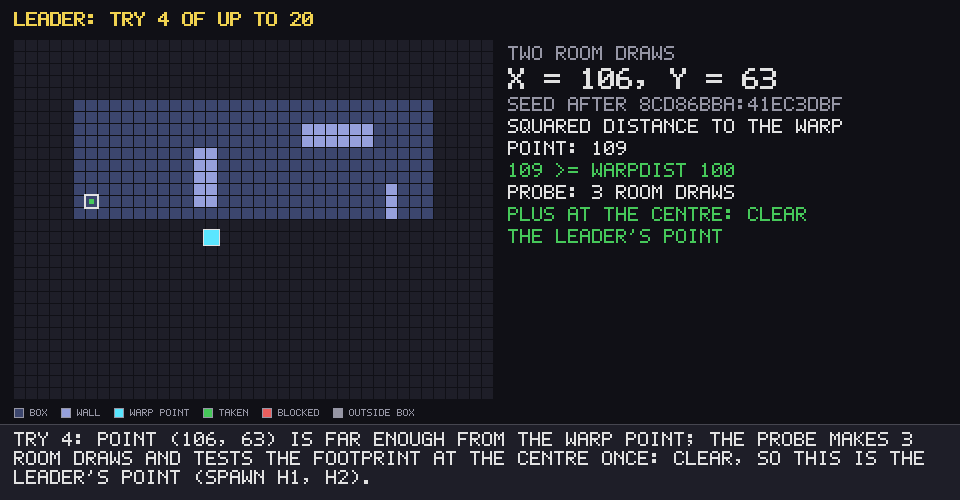 LEADER: TRY 4 OF UP TO 20
TWO ROOM DRAWS
X = 106, Y = 63
SEED AFTER 8CD86BBA:41EC3DBF
SQUARED DISTANCE TO THE WARP
POINT: 109
109 >= WARPDIST 100
PROBE: 3 ROOM DRAWS
PLUS AT THE CENTRE: CLEAR
THE LEADER'S POINT
BOX WALL WARP POINT TAKEN BLOCKED OUTSIDE BOX
TRY 4: POINT (106, 63) IS FAR ENOUGH FROM THE WARP POINT; THE PROBE MAKES 3
ROOM DRAWS AND TESTS THE FOOTPRINT AT THE CENTRE ONCE: CLEAR, SO THIS IS THE
LEADER'S POINT (SPAWN H1, H2).